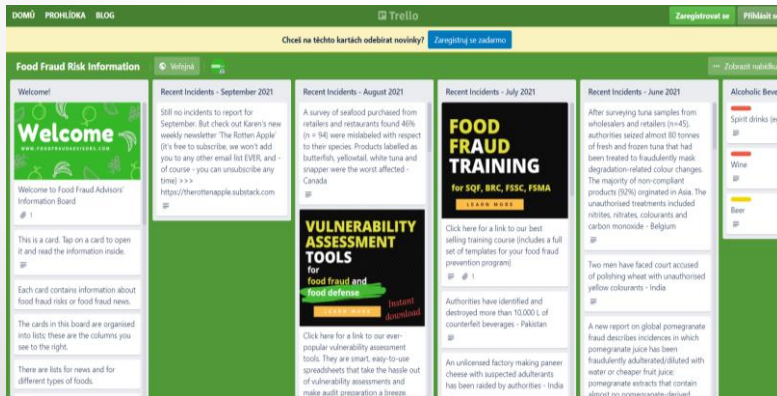 DOMŮ PROHLÍDKA BLOG
Trello
Zaregistrovat se
Přihlásit se
Chceš na těchto kartách odebírat novinky?
Zaregistruj se zadarmo
Food Fraud Risk Information
Veřejná
Zobrazit nabídku
Welcome!
Welcome
WWW.FOODFRAUDADVISORS.COM
Welcome to Food Fraud Advisors'
Information Board
1
This is a card. Tap on a card to open
it and read the information inside.
Each card contains information about
food fraud risks or food fraud news.
The cards in this board are organised
into lists; these are the columns you
see to the right.
There are lists for news and for
different types of foods.
Recent Incidents - September 2021
Still no incidents to report for
September. But check out Karen's new
weekly newsletter 'The Rotten Apple'
(it's free to subscribe, we won't add
you to any other email list EVER, and -
of course - you can unsubscribe any
time) >>>
https://therottenapple.substack.com
Recent Incidents - August 2021
A survey of seafood purchased from
retailers and restaurants found 46%
(n = 94) were mislabeled with respect
to their species. Products labelled as
butterfish, yellowtail, white tuna and
snapper were the worst affected -
Canada
VULNERABILITY
ASSESSMENT
TOOLS
for
food fraud and
food defense
LEARN MORE
Instant
download
Click here for a link to our ever-
popular vulnerability assessment
tools. They are smart, easy-to-use
spreadsheets that take the hassle out
of vulnerability assessments and
make audit preparation a breeze.
Recent Incidents - July 2021
FOOD
FRAUD
TRAINING
for SQF, BRC, FSSC, FSMA
LEARN MORE
Click here for a link to our best
selling training course (includes a full
set of templates for your food fraud
prevention program)
1
Authorities have identified and
destroyed more than 10,000 L of
counterfeit beverages - Pakistan
An unlicensed factory making paneer
cheese with suspected adulterants
has been raided by authorities - India
Recent Incidents - June 2021
After surveying tuna samples from
wholesalers and retailers (n=45),
authorities seized almost 80 tonnes
of fresh and frozen tuna that had
been treated to fraudulently mask
degradation-related colour changes.
The majority of non-compliant
products (92%) orginated in Asia. The
unauthorised treatments included
nitrites, nitrates, colourants and
carbon monoxide - Belgium
Two men have faced court accused
of polishing wheat with unauthorised
yellow colourants - India
A new report on global pomegranate
fraud describes incidences in which
pomegranate juice has been
fraudulently adulterated/diluted with
water or cheaper fruit juice;
pomegranate extracts that contain
almost no pomegranate-derived
Alcoholic Beve
Spirit drinks (eg
Wine
Beer